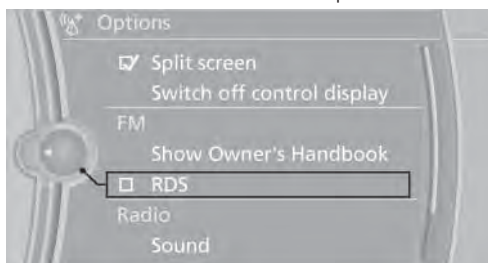 Options
Split screen
Switch off control display
FM
Show Owner's Handbook
RDS
Radio
Sound